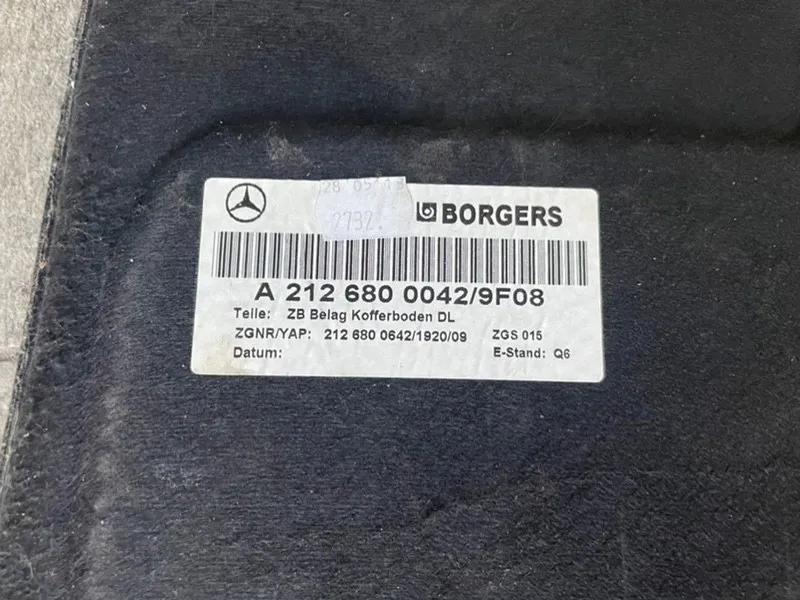 28 05 13
2732.
BORGERS
A 212 680 0042/9F08
Teile: ZB Belag Kofferboden DL
ZGNR/YAP: 212 680 0642/1920/09 ZGS 015
Datum: E-Stand: Q6